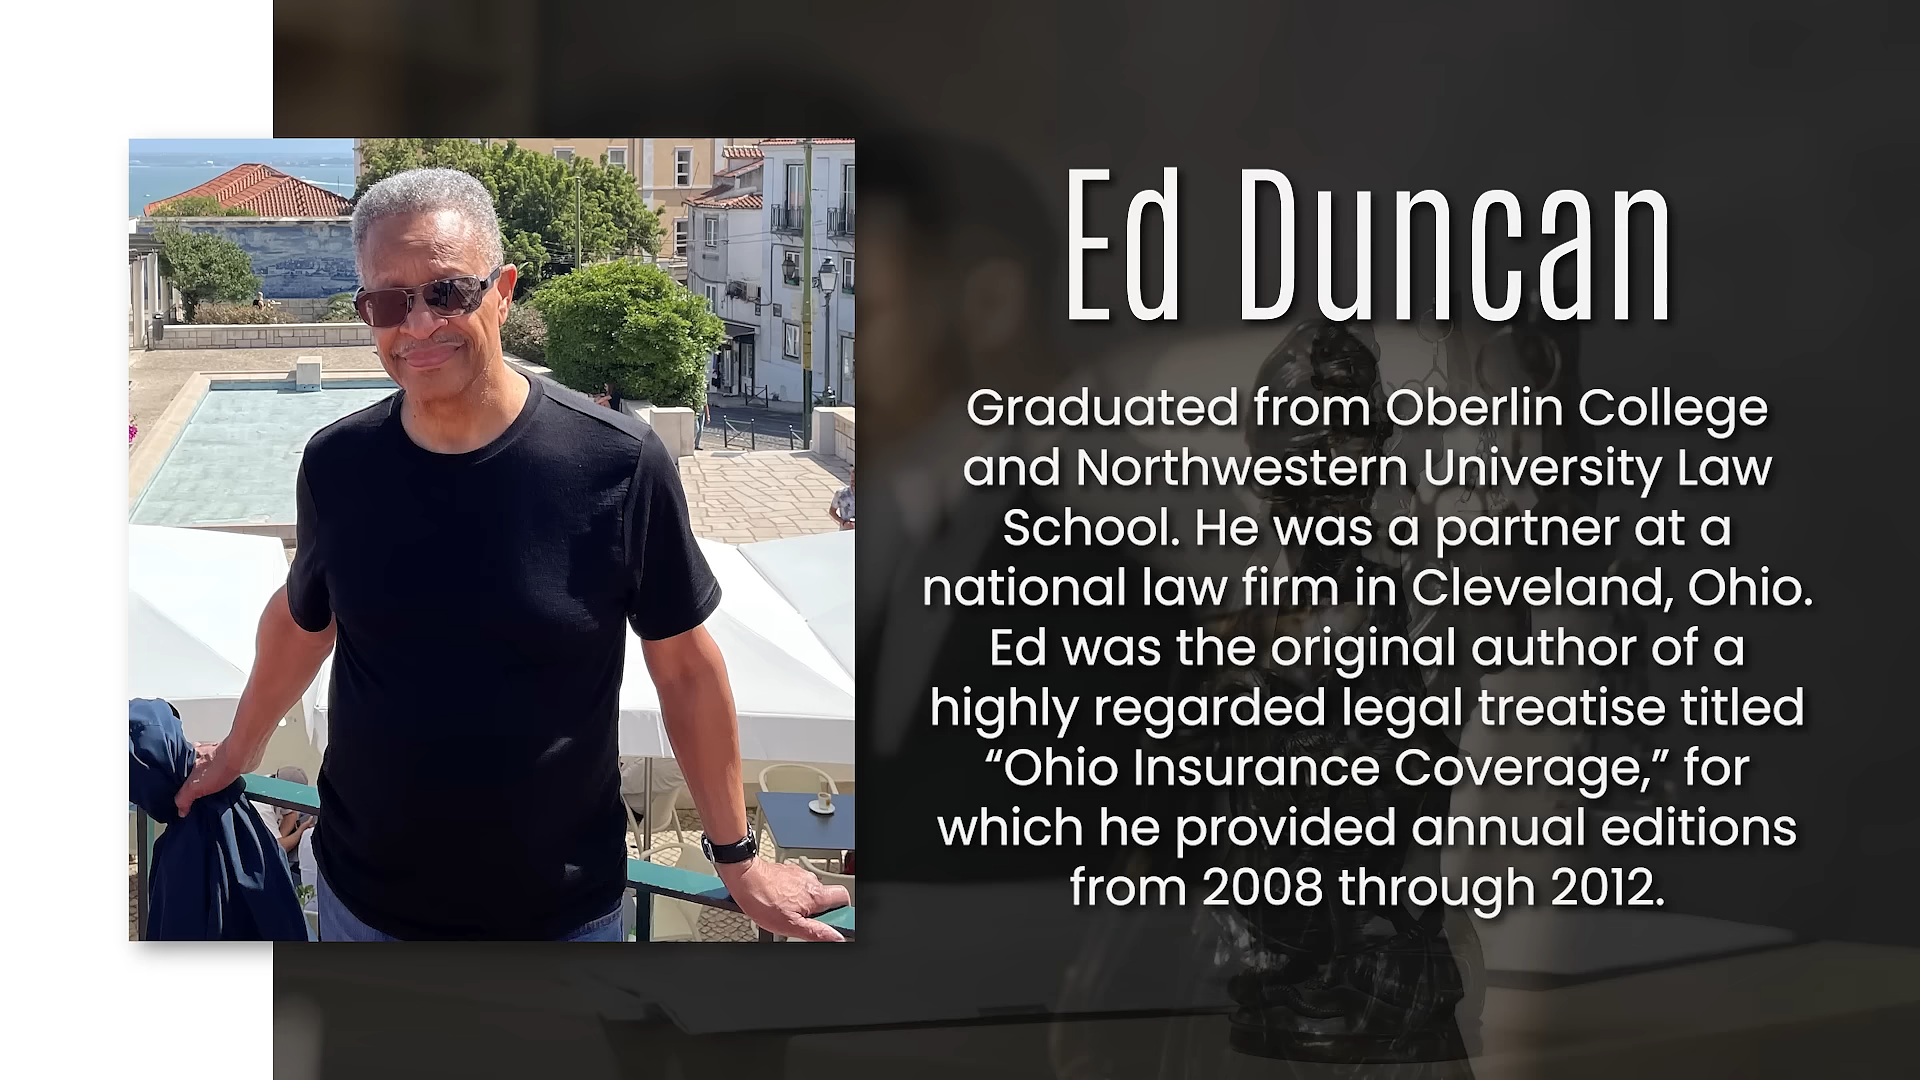 Ed Duncan
Graduated from Oberlin College
and Northwestern University Law
School. He was a partner at a
national law firm in Cleveland, Ohio.
Ed was the original author of a
highly regarded legal treatise titled
“Ohio Insurance Coverage,” for
which he provided annual editions
from 2008 through 2012.